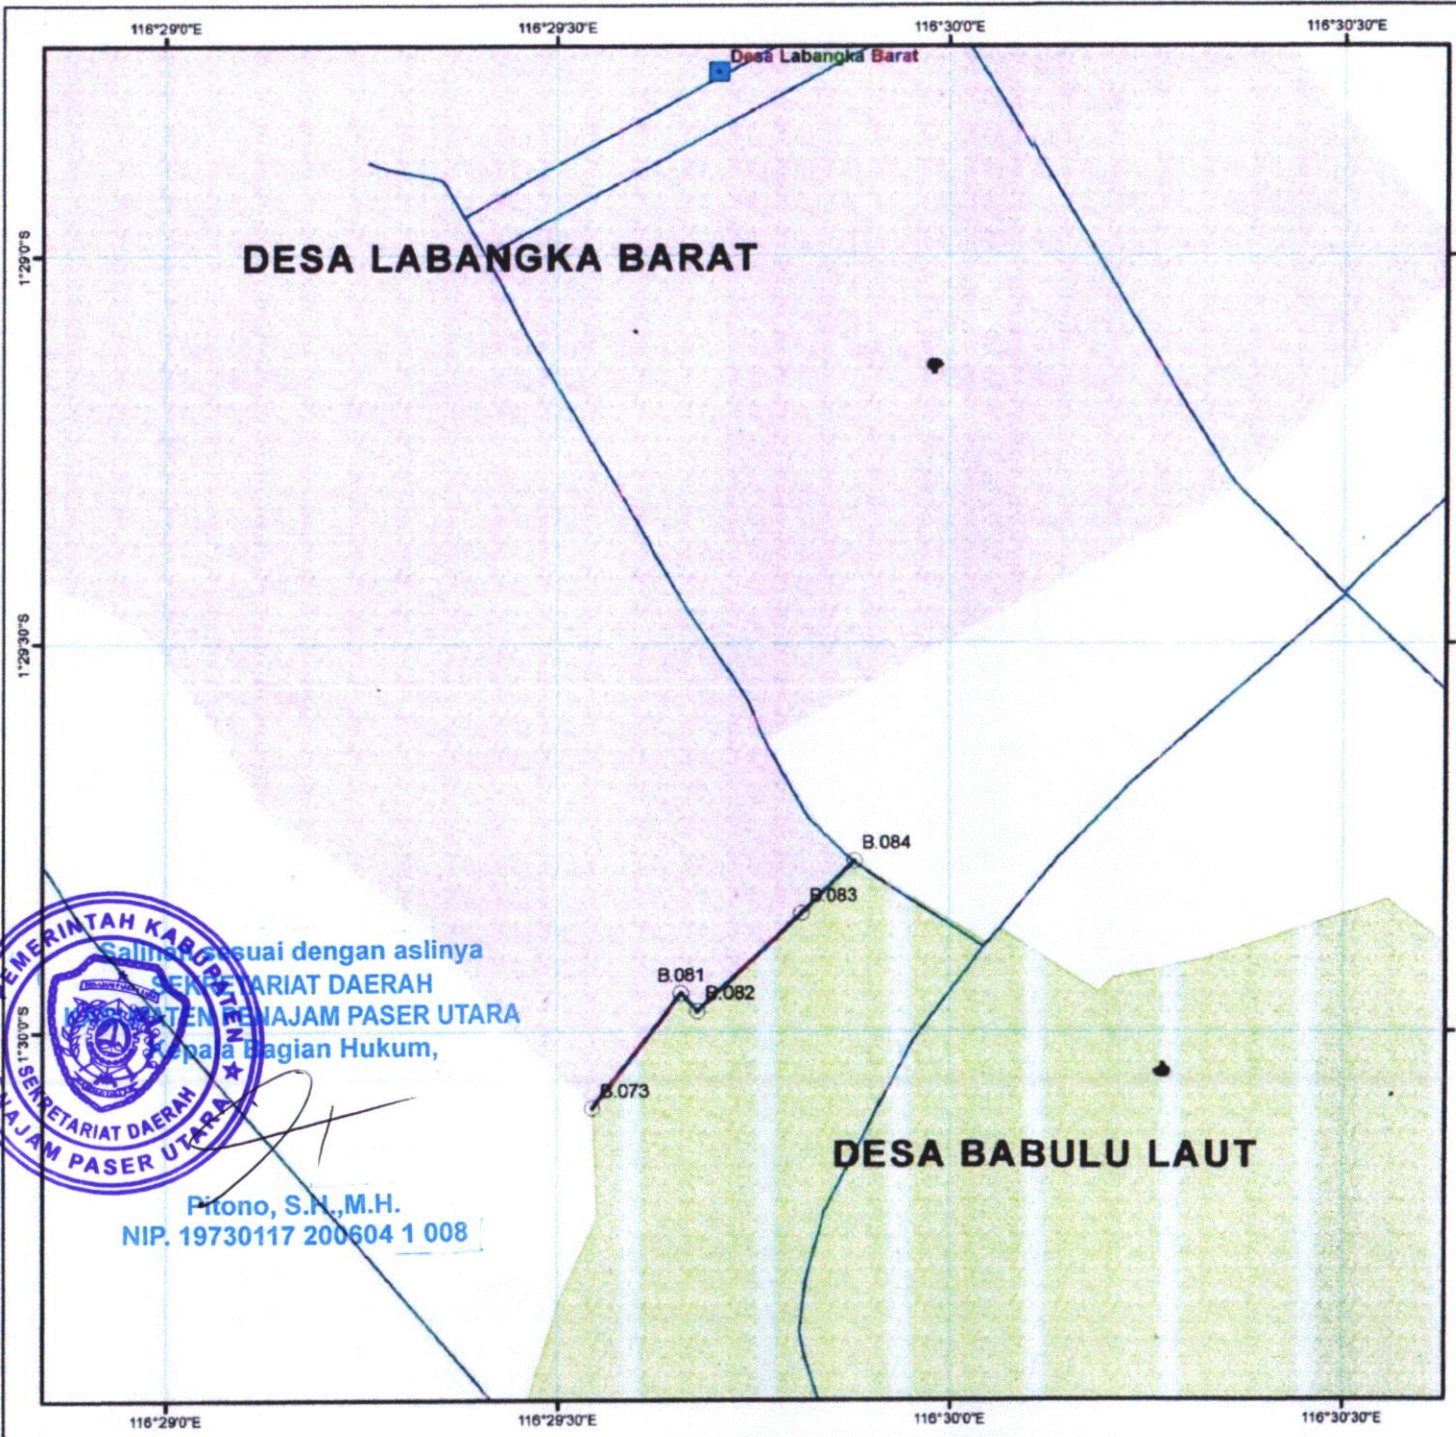 116°29'0"E
116°29'30"E
116°30'0"E
116°30'30"E
Desa Labangka Barat
1°29'0"S
DESA LABANGKA BARAT
1°29'30"S
B.084
B.083
B.081
B.082
1°30'0"S
B.073
DESA BABULU LAUT
PEMERINTAH KABUPATEN
PENAJAM PASER UTARA
SEKRETARIAT DAERAH
Salinan sesuai dengan aslinya
SEKRETARIAT DAERAH
KABUPATEN PENAJAM PASER UTARA
Kepala Bagian Hukum,
Pitono, S.H.,M.H.
NIP. 19730117 200604 1 008
116°29'0"E
116°29'30"E
116°30'0"E
116°30'30"E